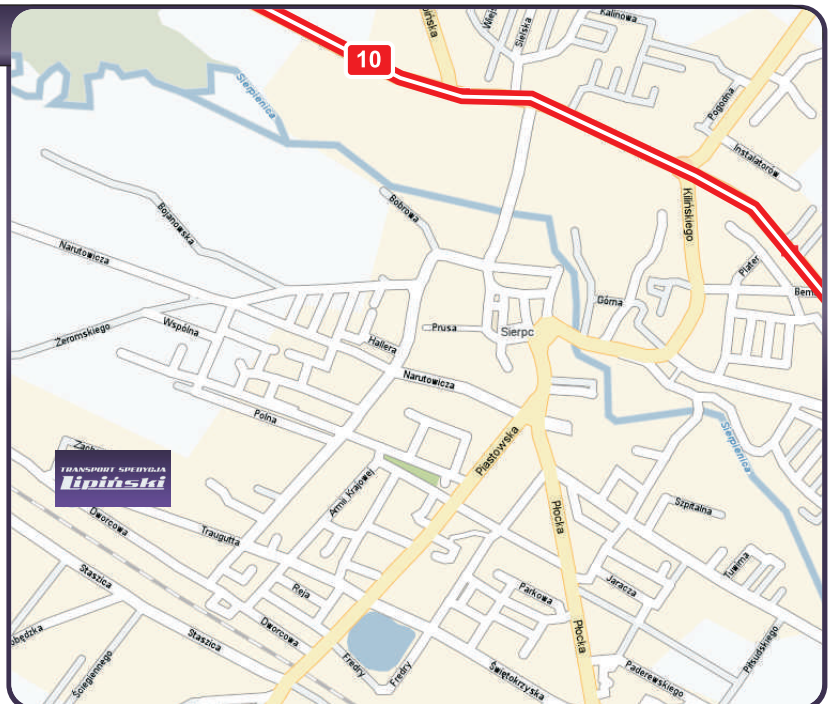 Kalinowa
Sielska
10
Sierpienica
Pogodna
Instalatorów
Kilińskiego
Bobrowa
Bojanowska
Narutowicza
Plater
Górna
Żeromskiego
Wspólna
Hallera
Prusa
Sierpc
Narutowicza
Polna
Piastowska
Sierpienica
TRANSPORT SPEDYCJA
Lipiński
Armii Krajowej
Płocka
Szpitalna
Dworcowa
Traugutta
Tuwima
Staszica
Reja
Parkowa
Jaracza
Dworcowa
Staszica
Płocka
Piłsudskiego
Fredry
Fredry
Świętokrzyska
Paderewskiego
Ściegiennego